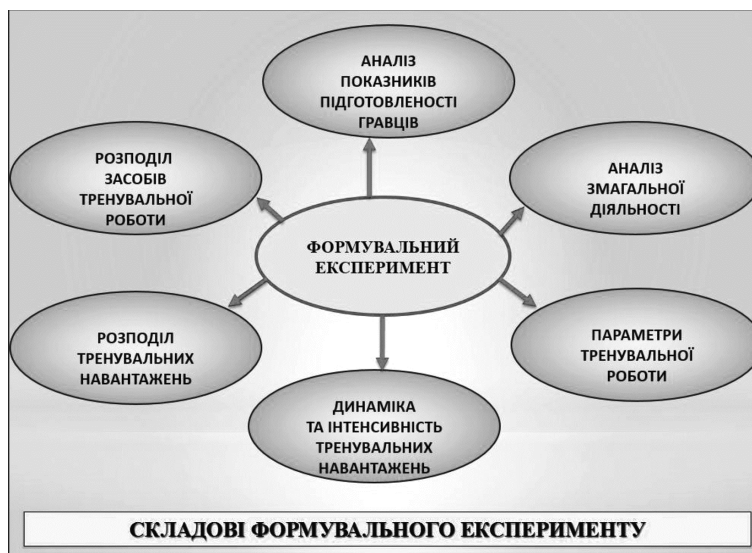 АНАЛІЗ
ПОКАЗНИКІВ
ПІДГОТОВЛЕНОСТІ
ГРАВЦІВ
РОЗПОДІЛ
ЗАСОБІВ
ТРЕНУВАЛЬНОЇ
РОБОТИ
АНАЛІЗ
ЗМАГАЛЬНОЇ
ДІЯЛЬНОСТІ
ФОРМУВАЛЬНИЙ
ЕКСПЕРИМЕНТ
РОЗПОДІЛ
ТРЕНУВАЛЬНИХ
НАВАНТАЖЕНЬ
ПАРАМЕТРИ
ТРЕНУВАЛЬНОЇ
РОБОТИ
ДИНАМІКА
ТА ІНТЕНСИВНІСТЬ
ТРЕНУВАЛЬНИХ
НАВАНТАЖЕНЬ
СКЛАДОВІ ФОРМУВАЛЬНОГО ЕКСПЕРИМЕНТУ